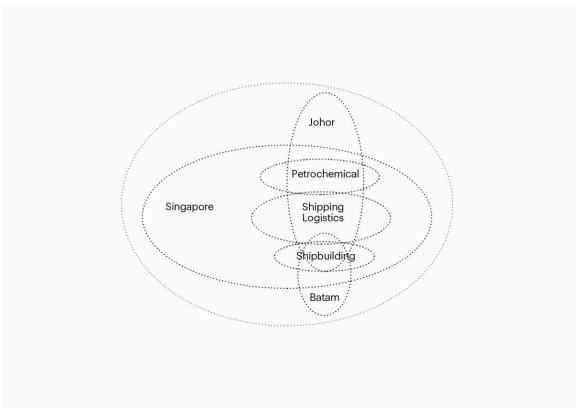 Johor
Petrochemical
Singapore
Shipping
Logistics
Shipbuilding
Batam